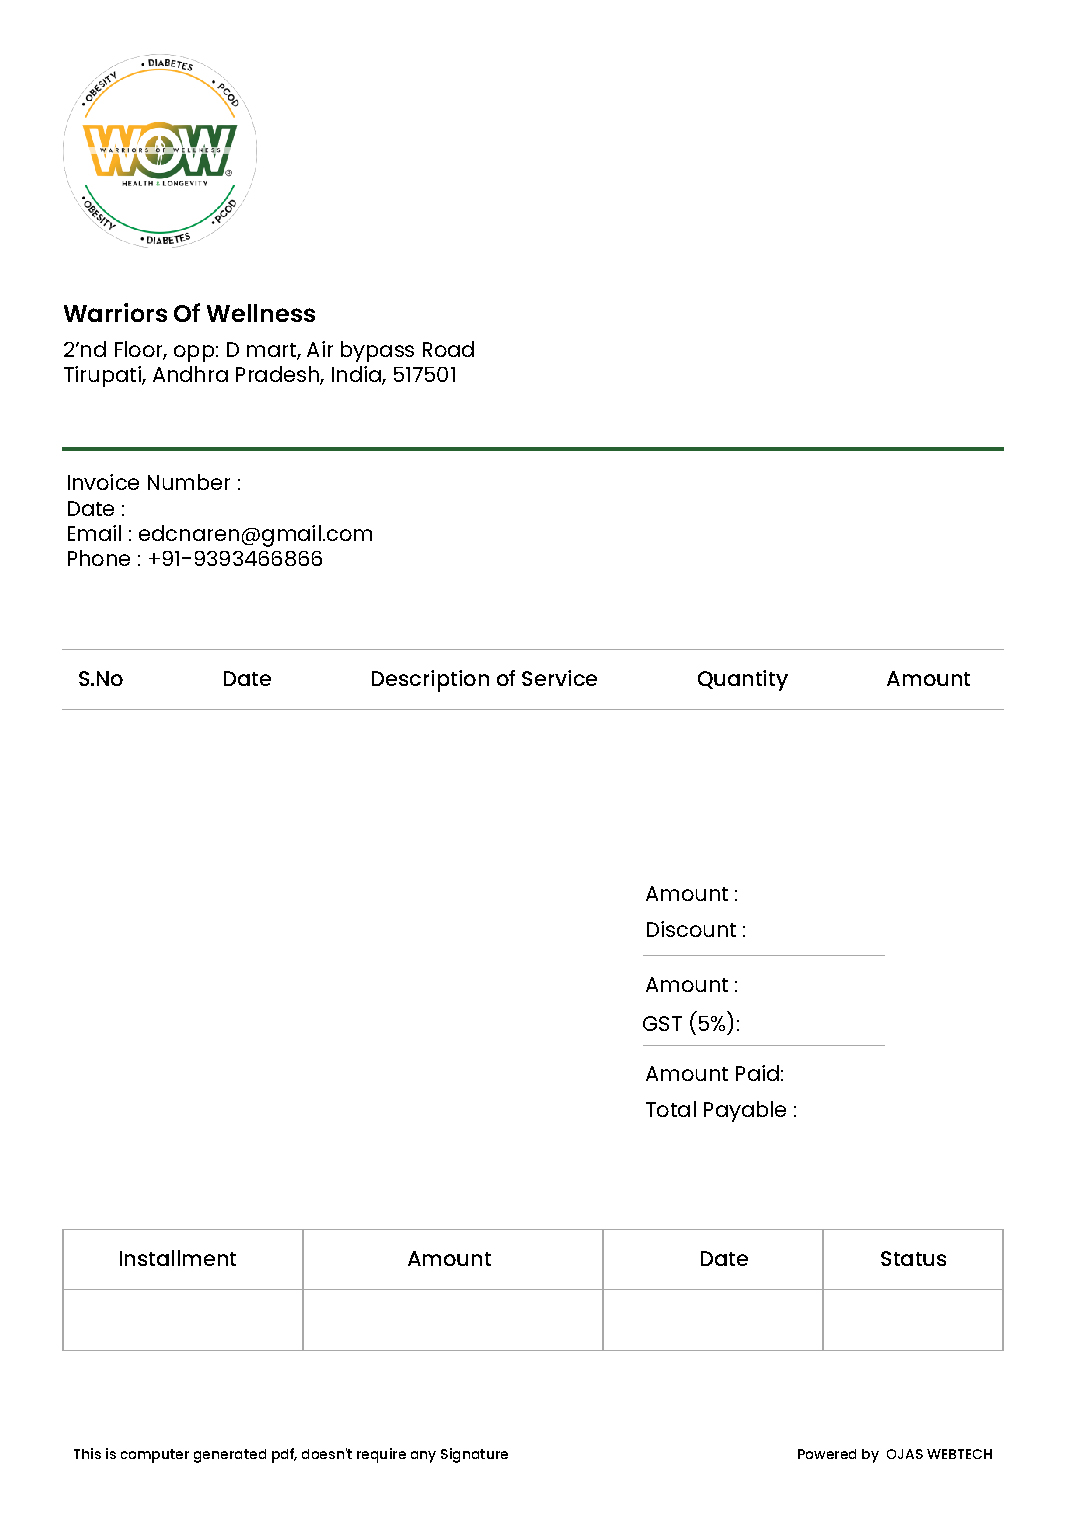 • OBESITY
• DIABETES
• PCOD
WOW
WARRIORS OF WELLNESS
®
HEALTH & LONGEVITY
• OBESITY
• DIABETES
• PCOD
Warriors Of Wellness
2’nd Floor, opp: D mart, Air bypass Road
Tirupati, Andhra Pradesh, India, 517501
Invoice Number :
Date :
Email : edcnaren@gmail.com
Phone : +91-9393466866
S.No Date Description of Service Quantity Amount
Amount :
Discount :
Amount :
GST (5%):
Amount Paid:
Total Payable :
Installment Amount Date Status
This is computer generated pdf, doesn't require any Signature Powered by OJAS WEBTECH